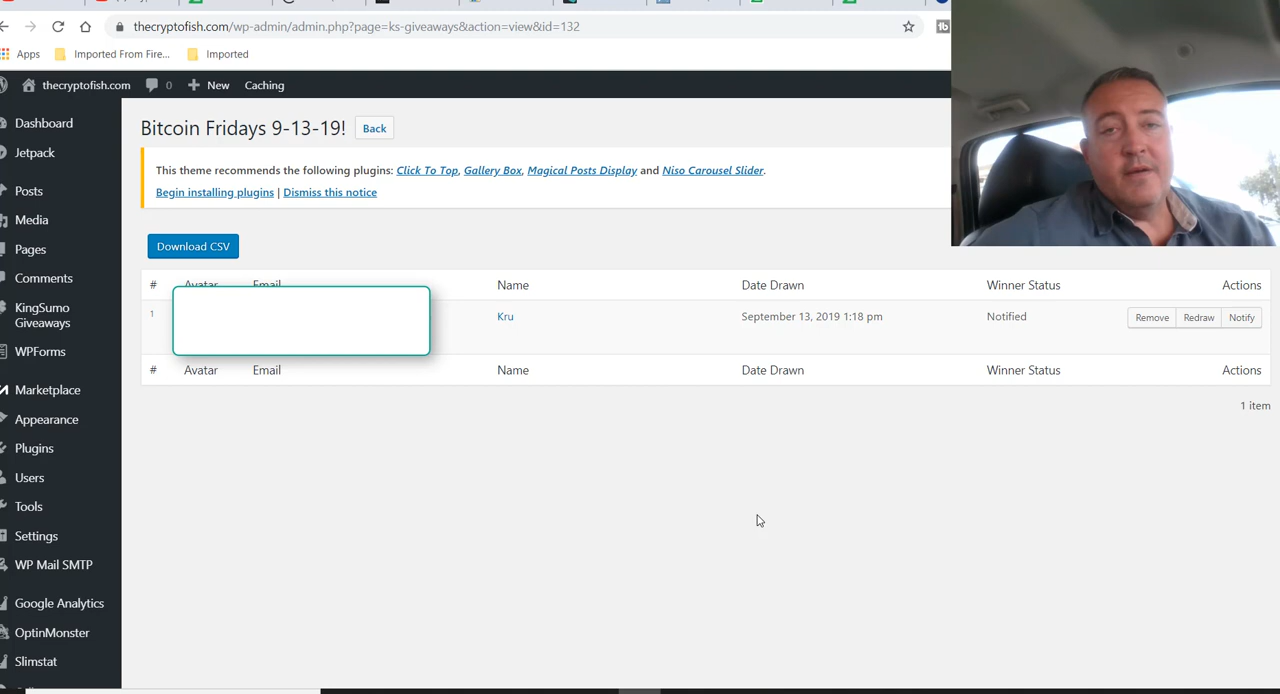 thecryptofish.com/wp-admin/admin.php?page=ks-giveaways&action=view&id=132
Apps Imported From Fire... Imported
thecryptofish.com 0 New Caching
Dashboard
Jetpack
Posts
Media
Pages
Comments
KingSumo
Giveaways
WPForms
Marketplace
Appearance
Plugins
Users
Tools
Settings
WP Mail SMTP
Google Analytics
OptinMonster
Slimstat
Bitcoin Fridays 9-13-19! Back
This theme recommends the following plugins: Click To Top, Gallery Box, Magical Posts Display and Niso Carousel Slider.
Begin installing plugins | Dismiss this notice
Download CSV
# Avatar Email Name Date Drawn Winner Status Actions
1 Kru September 13, 2019 1:18 pm Notified Remove Redraw Notify
# Avatar Email Name Date Drawn Winner Status Actions
1 item